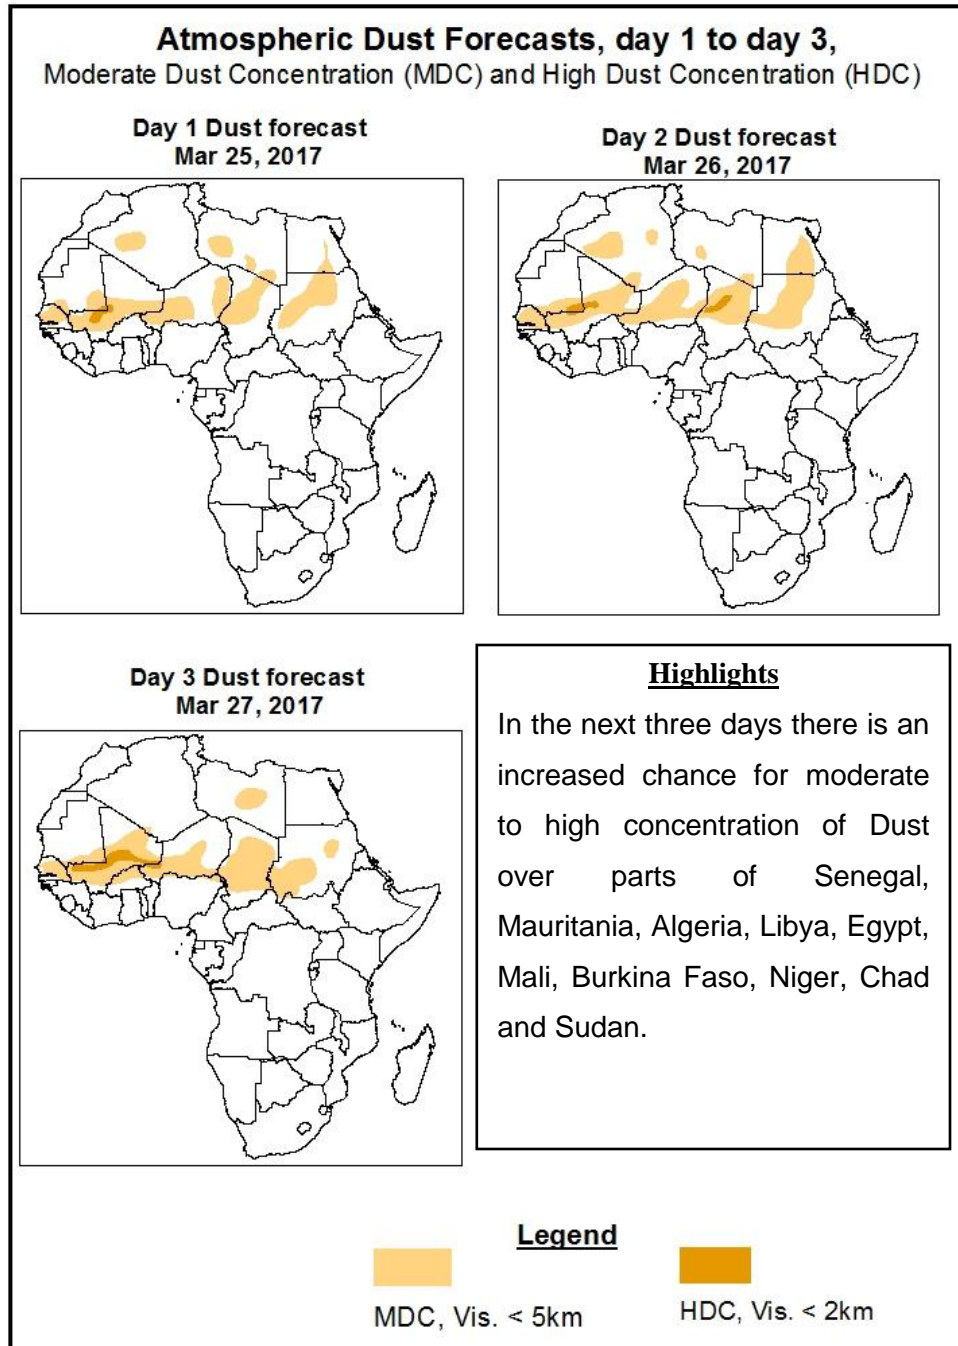 Atmospheric Dust Forecasts, day 1 to day 3,
Moderate Dust Concentration (MDC) and High Dust Concentration (HDC)
Day 1 Dust forecast
Mar 25, 2017
Day 2 Dust forecast
Mar 26, 2017
Day 3 Dust forecast
Mar 27, 2017
Highlights
In the next three days there is an
increased chance for moderate
to high concentration of Dust
over parts of Senegal,
Mauritania, Algeria, Libya, Egypt,
Mali, Burkina Faso, Niger, Chad
and Sudan.
Legend
MDC, Vis. < 5km
HDC, Vis. < 2km